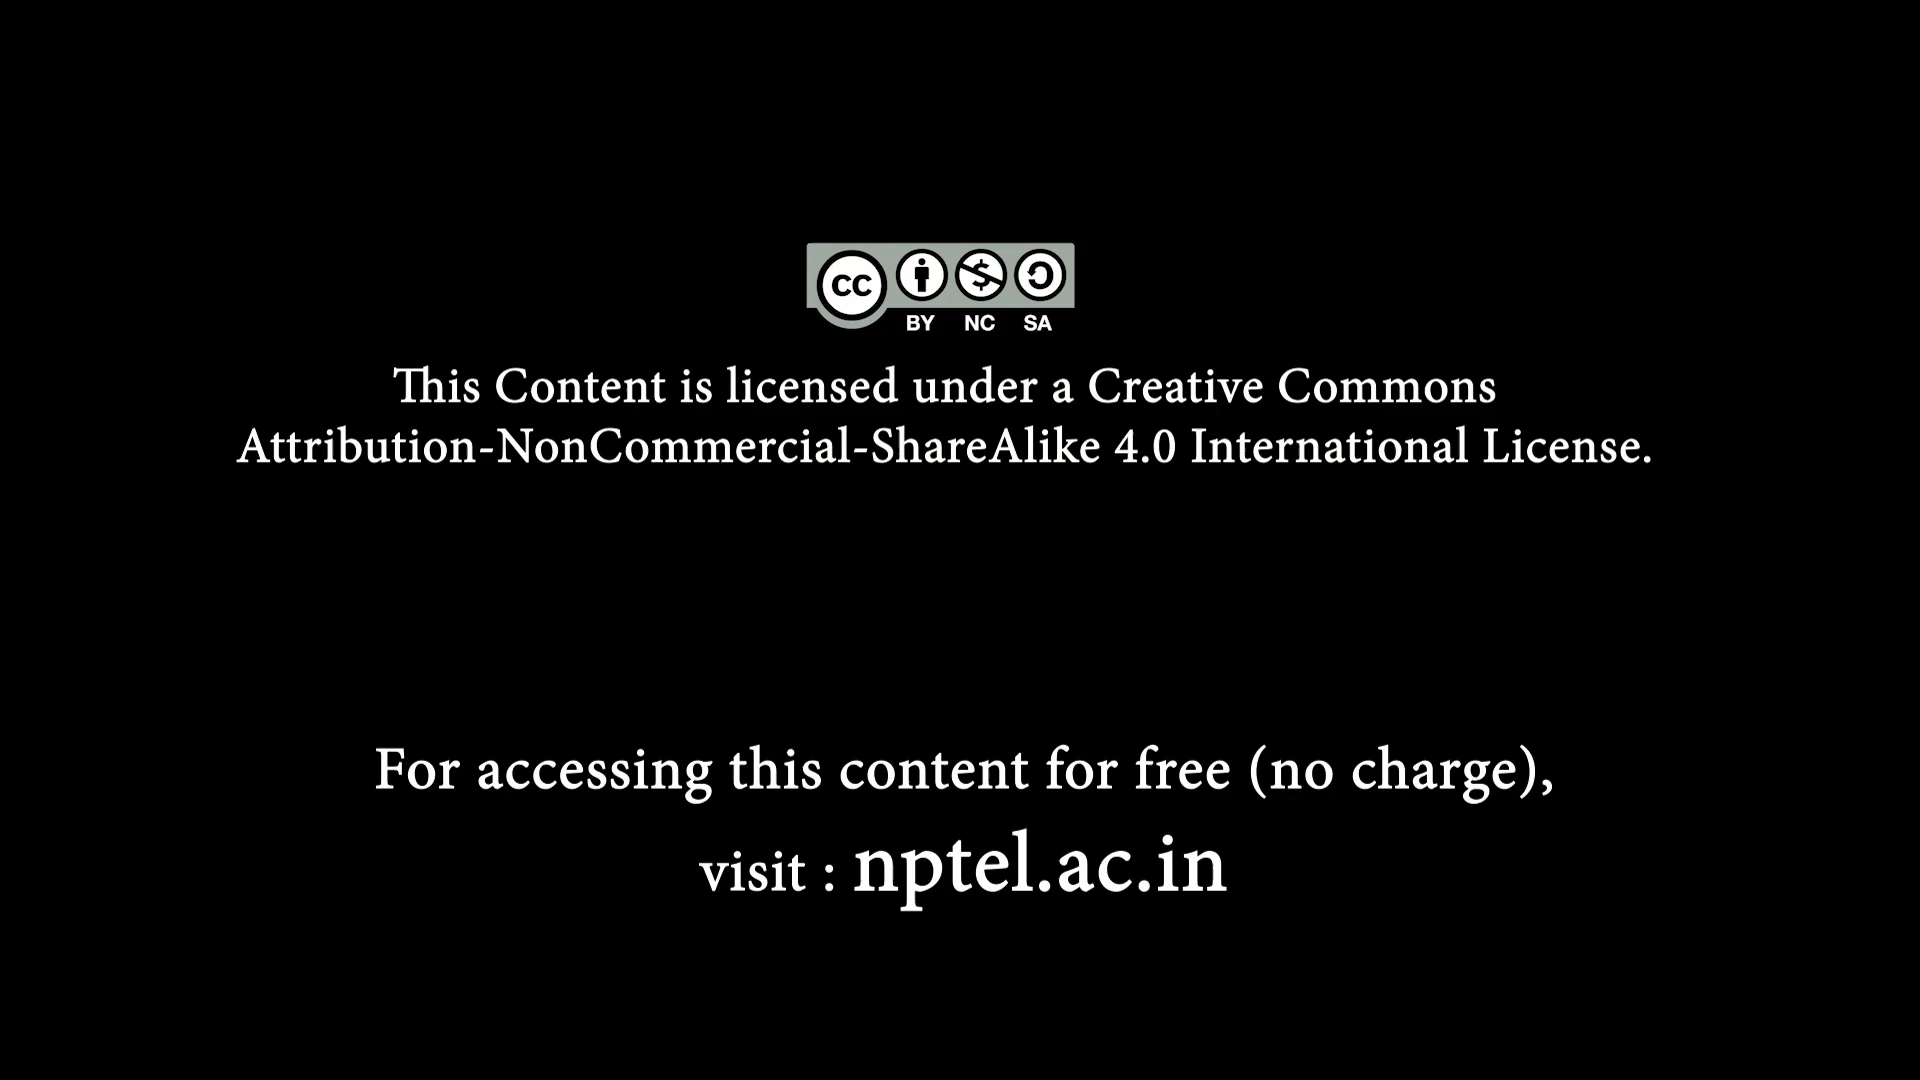 cc
BY NC SA
This Content is licensed under a Creative Commons
Attribution-NonCommercial-ShareAlike 4.0 International License.
For accessing this content for free (no charge),
visit : nptel.ac.in